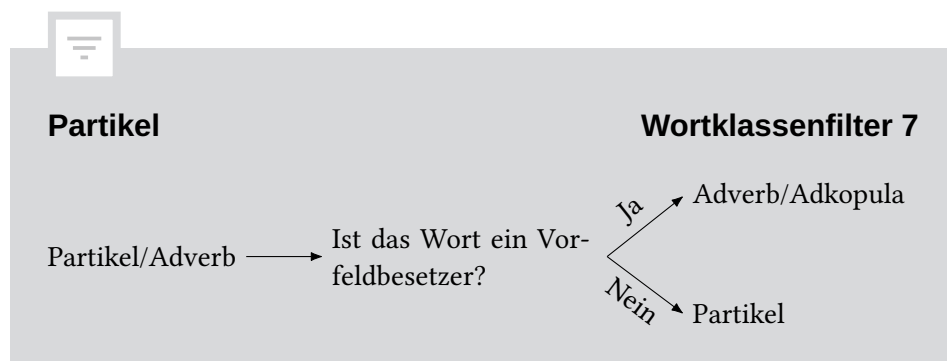 Partikel
Wortklassenfilter 7
Partikel/Adverb
Ist das Wort ein Vor-
feldbesetzer?
Ja
Adverb/Adkopula
Nein
Partikel